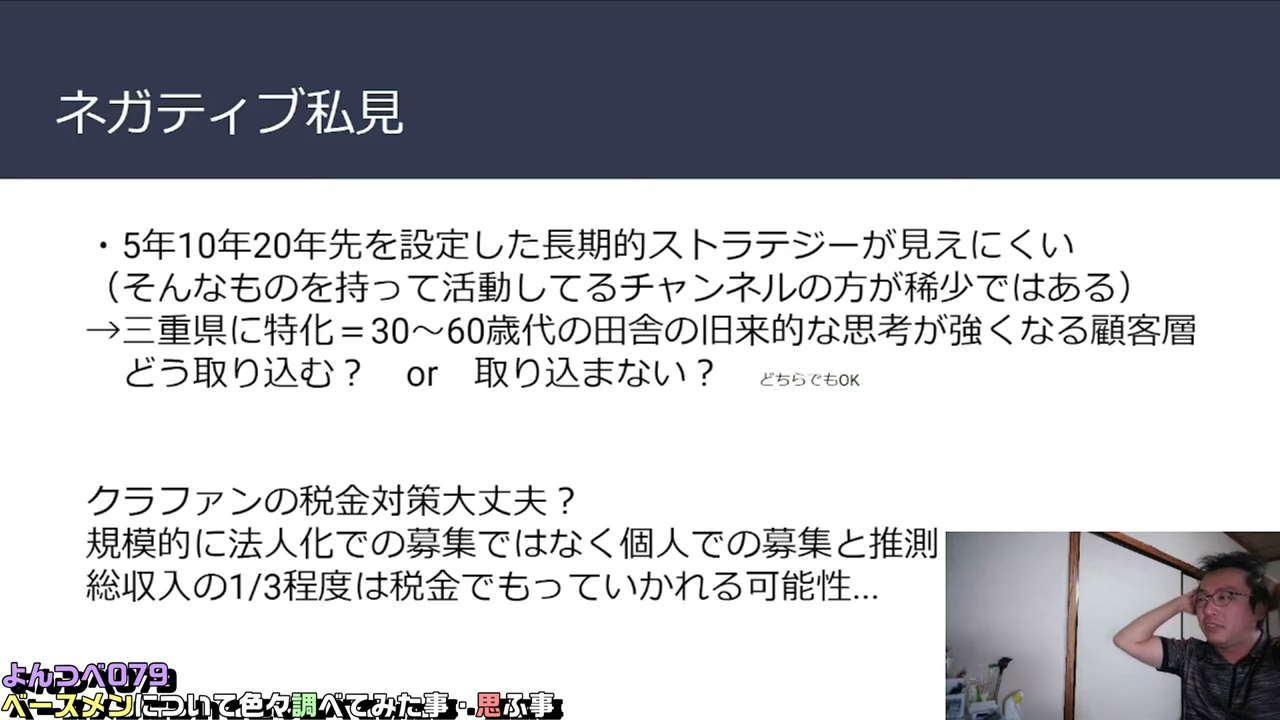 ネガティブ私見
・5年10年20年先を設定した長期的ストラテジーが見えにくい
（そんなものを持って活動してるチャンネルの方が稀少ではある）
→三重県に特化＝30～60歳代の田舎の旧来的な思考が強くなる顧客層
どう取り込む？　or　取り込まない？　どちらでもOK
クラファンの税金対策大丈夫？
規模的に法人化での募集ではなく個人での募集と推測
総収入の1/3程度は税金でもっていかれる可能性...
よんつべ079
ベースメンについて色々調べてみた事・思ふ事